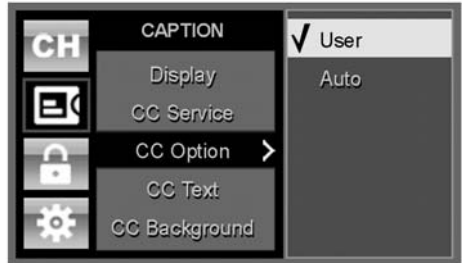 CH
CAPTION
Display
CC Service
CC Option
CC Text
CC Background
User
Auto